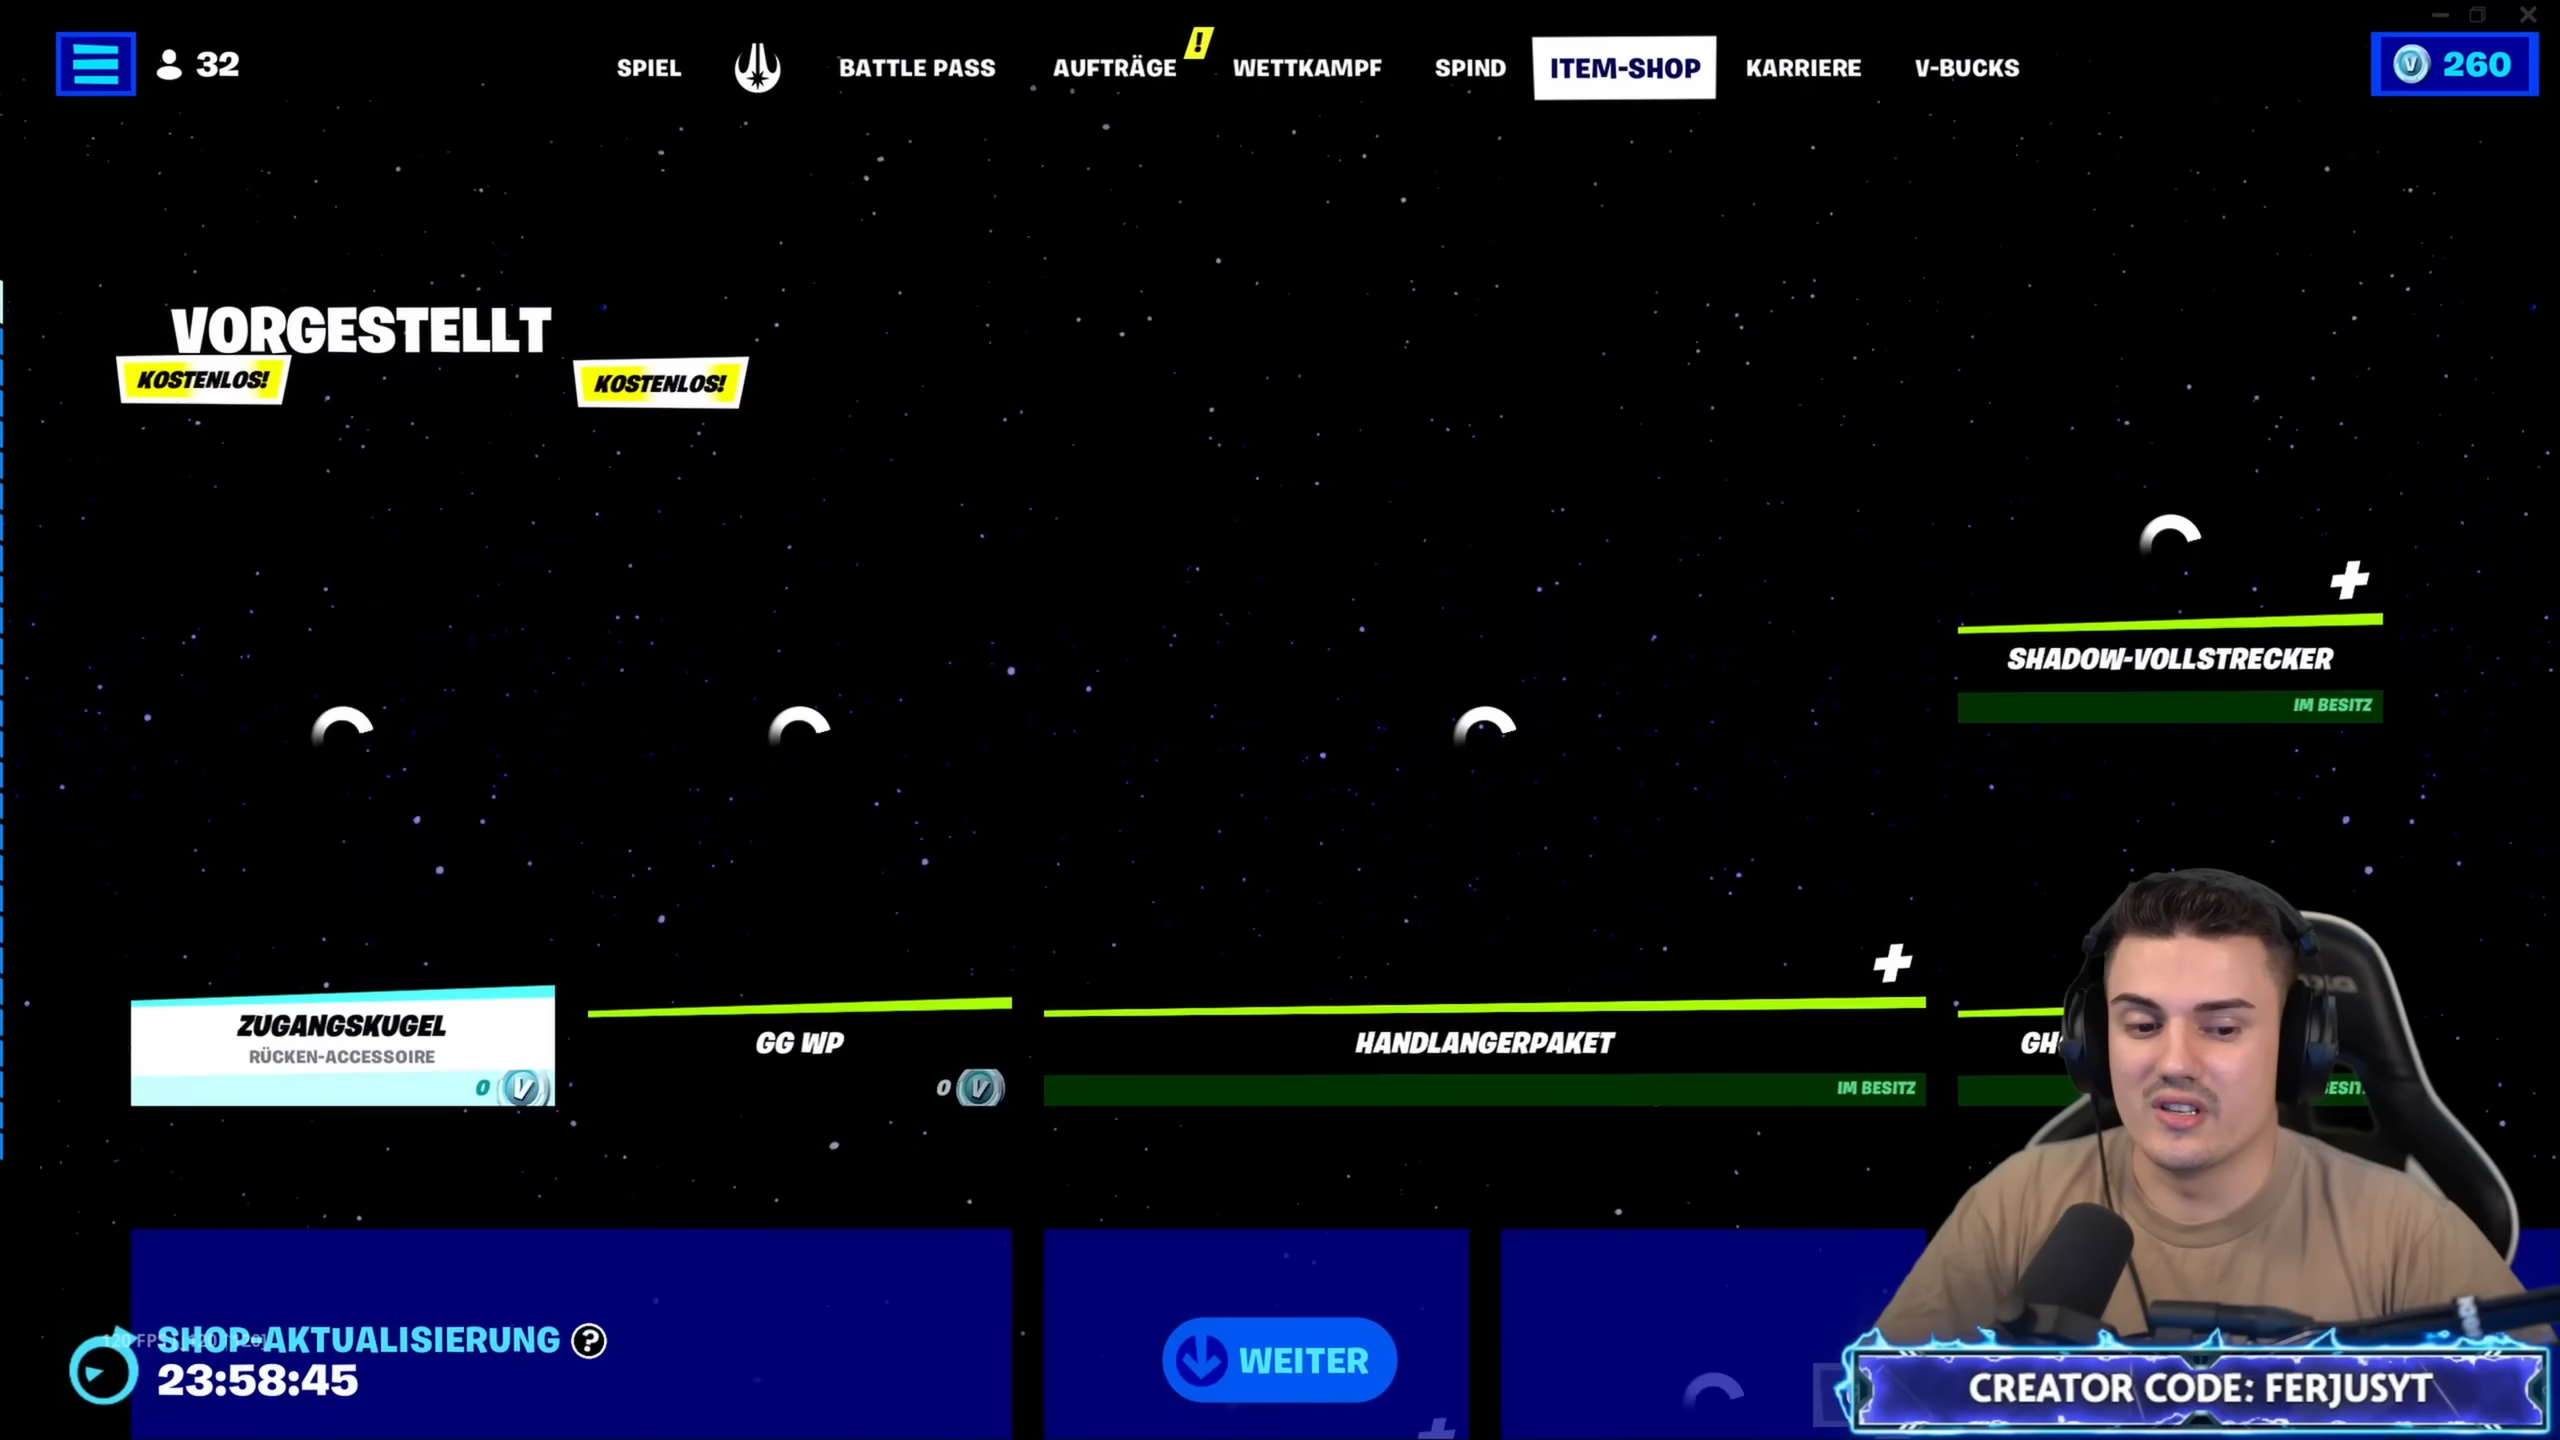 32
SPIEL
BATTLE PASS
AUFTRÄGE
!
WETTKAMPF
SPIND
ITEM-SHOP
KARRIERE
V-BUCKS
260
VORGESTELLT
KOSTENLOS!
KOSTENLOS!
SHADOW-VOLLSTRECKER
IM BESITZ
ZUGANGSKUGEL
RÜCKEN-ACCESSOIRE
0
GG WP
0
HANDLANGERPAKET
IM BESITZ
SHOP-AKTUALISIERUNG ?
23:58:45
WEITER
CREATOR CODE: FERJUSYT